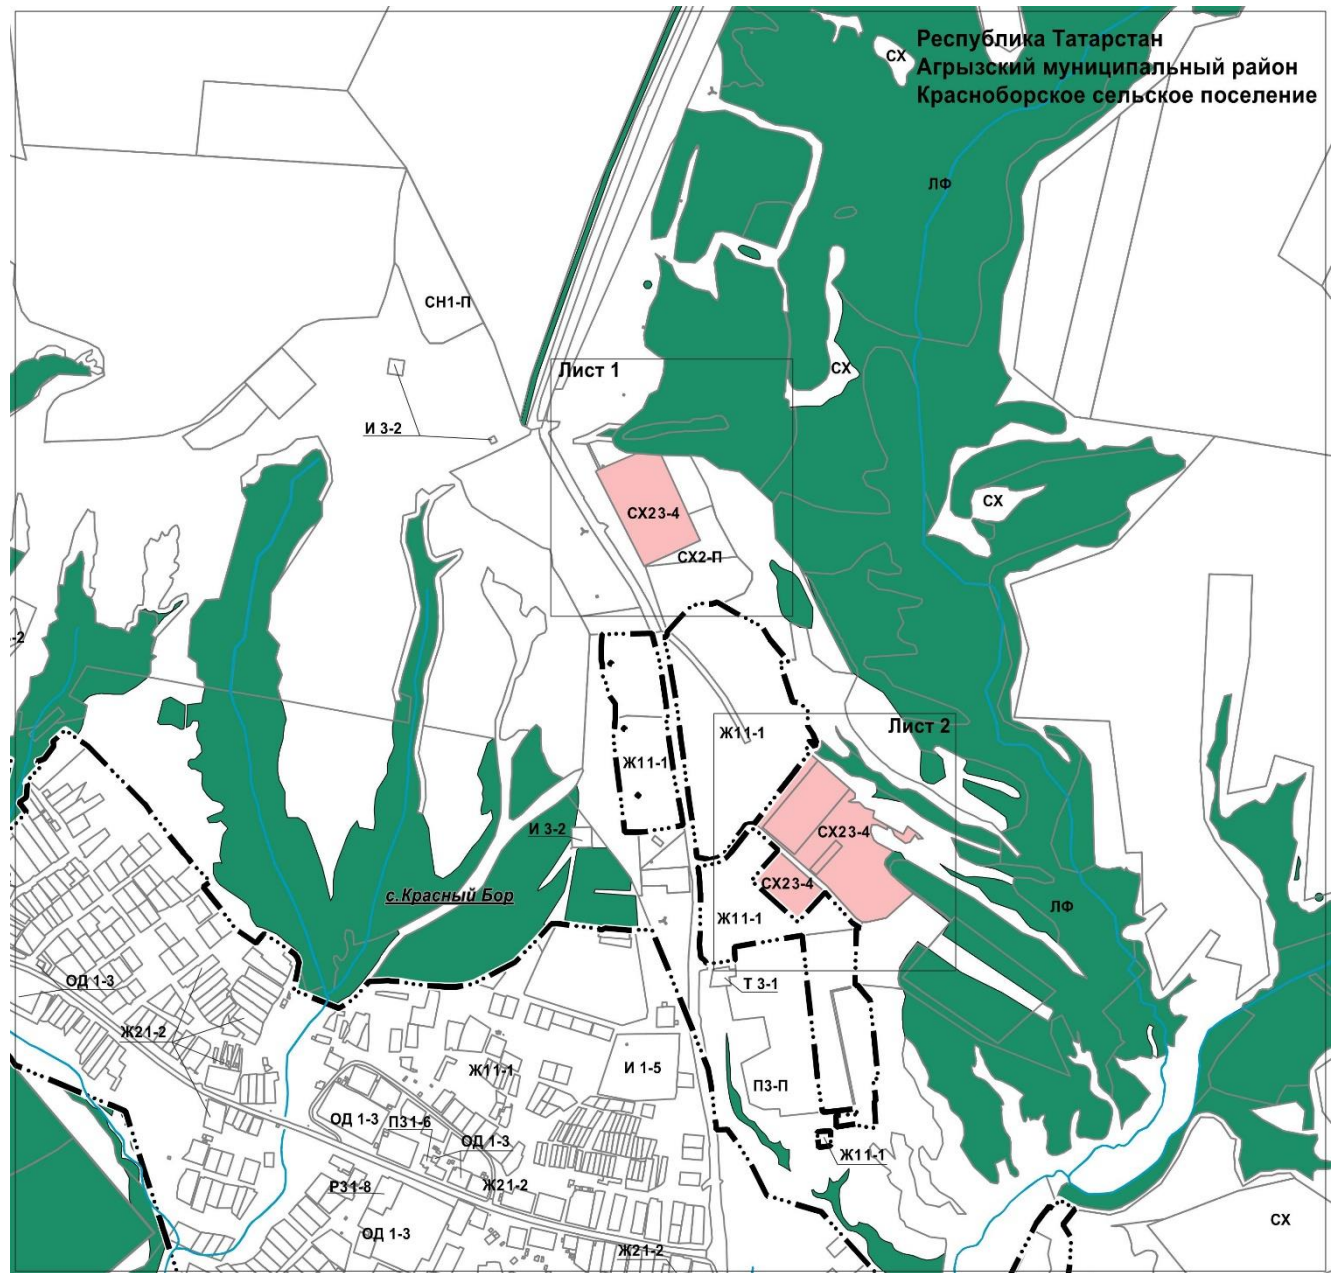 Республика Татарстан
Агрызский муниципальный район
Красноборское сельское поселение
СХ
ЛФ
СН1-П
Лист 1
СХ
И 3-2
СХ23-4
СХ
СХ2-П
-2
Ж11-1
Лист 2
Ж11-1
И 3-2
СХ23-4
СХ23-4
с.Красный Бор
Ж11-1
ЛФ
ОД 1-3
Т 3-1
Ж21-2
Ж11-1
И 1-5
П3-П
ОД 1-3
П31-6
ОД 1-3
Ж11-1
Р31-8
Ж21-2
ОД 1-3
Ж21-2
СХ